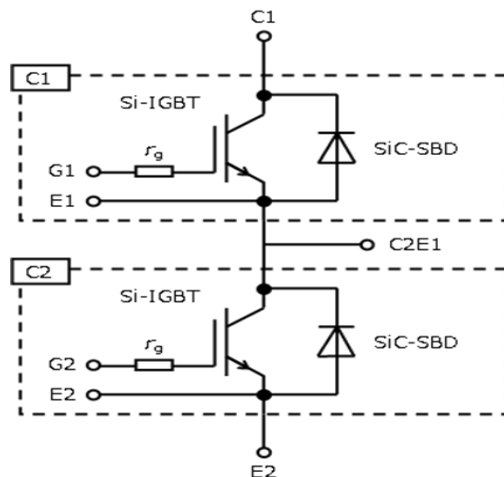 C1
C1
Si-IGBT
rg
SiC-SBD
G1
E1
C2E1
C2
Si-IGBT
rg
SiC-SBD
G2
E2
E2